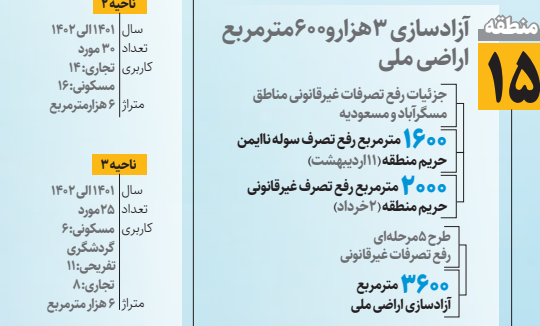 منطقه
۱۵
آزادسازی ۳هزارو۶۰۰مترمربع
اراضی ملی
جزئیات رفع تصرفات غیرقانونی مناطق
مسگرآباد و مسعودیه
۱۶۰۰ مترمربع رفع تصرف سوله ناایمن
حریم منطقه (۱۱اردیبهشت)
۲۰۰۰ مترمربع رفع تصرف غیرقانونی
حریم منطقه (۲خرداد)
طرح ۵مرحله‌ای
رفع تصرفات غیرقانونی
۳۶۰۰ مترمربع
آزادسازی اراضی ملی
ناحیه ۲
سال ۱۴۰۱الی ۱۴۰۲
تعداد ۳۰ مورد
کاربری تجاری: ۱۴
مسکونی: ۱۶
متراژ ۶ هزارمترمربع
ناحیه ۳
سال ۱۴۰۱الی ۱۴۰۲
تعداد ۲۵مورد
کاربری مسکونی: ۶
گردشگری
تفریحی: ۱۱
تجاری: ۸
متراژ ۶ هزار مترمربع